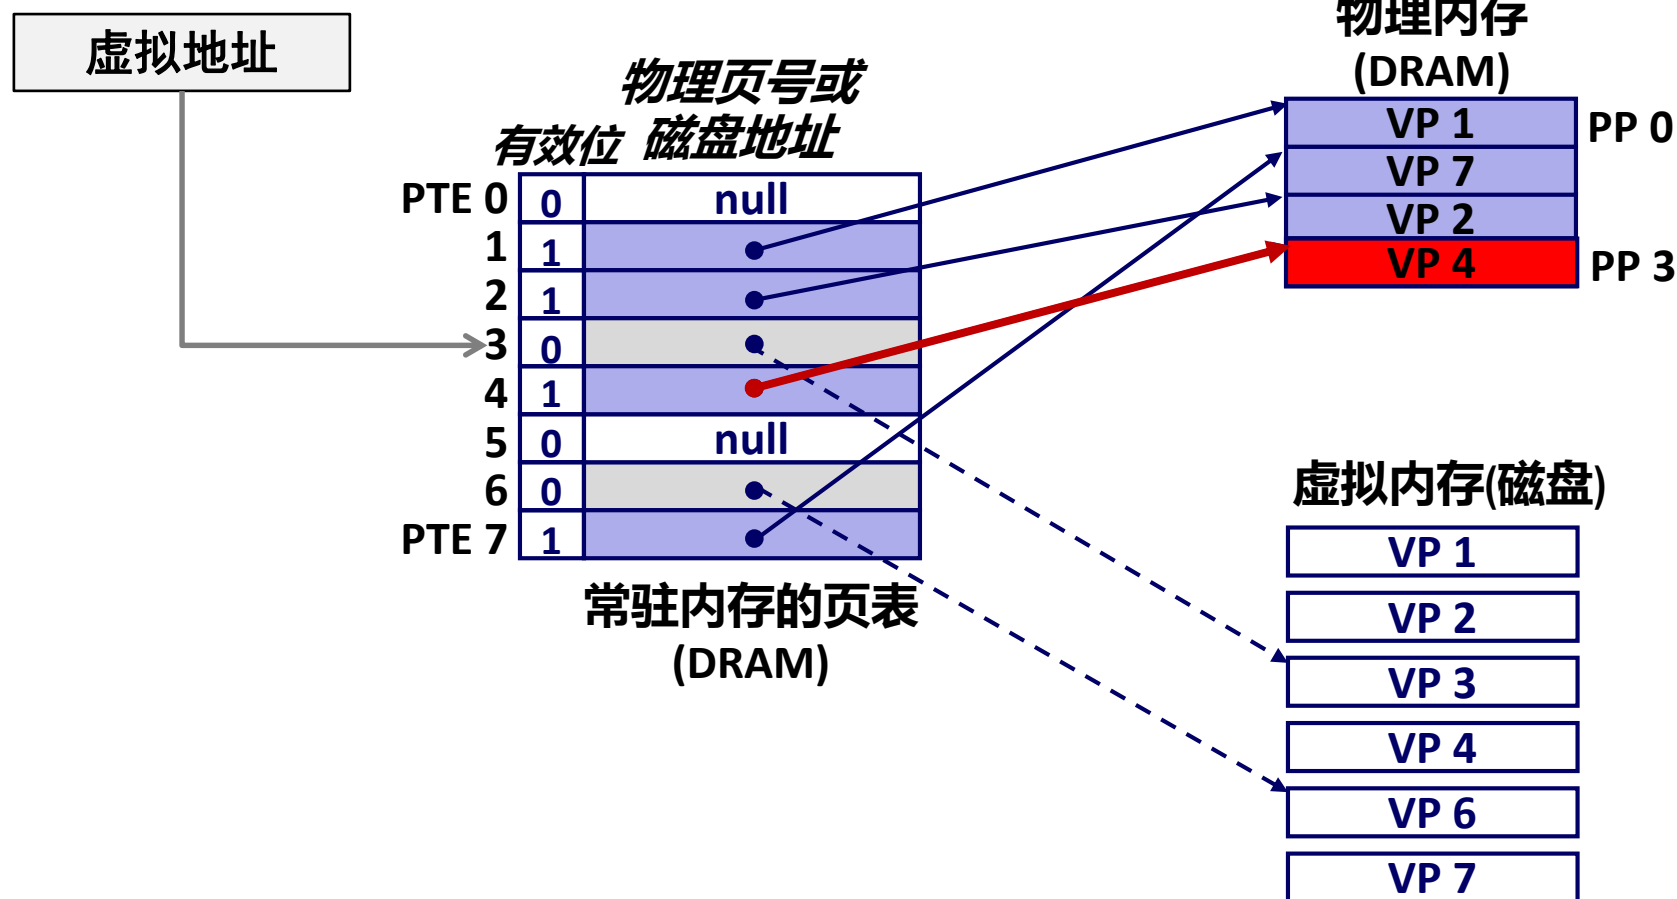 虚拟地址
物理页号或
磁盘地址
有效位
PTE 0 0 null
1 1
2 1
3 0
4 1
5 0 null
6 0
PTE 7 1
常驻内存的页表
(DRAM)
物理内存
(DRAM)
VP 1 PP 0
VP 7
VP 2
VP 4 PP 3
虚拟内存(磁盘)
VP 1
VP 2
VP 3
VP 4
VP 6
VP 7